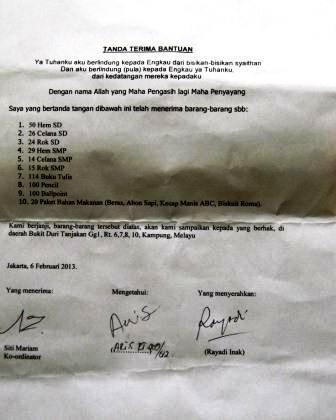 TANDA TERIMA BANTUAN
Ya Tuhanku aku berlindung kepada Engkau dari bisikan-bisikan syaithan
Dan aku berlindung (pula) kepada Engkau ya Tuhanku,
dari kedatangan mereka kepadaku
Dengan nama Allah yang Maha Pengasih lagi Maha Penyayang
Saya yang bertanda tangan dibawah ini telah menerima barang-barang sbb:
1. 50 Hem SD
2. 26 Celana SD
3. 24 Rok SD
4. 29 Hem SMP
5. 14 Celana SMP
6. 15 Rok SMP
7. 114 Buku Tulis
8. 100 Pencil
9. 100 Ballpoint
10. 20 Paket Bahan Makanan (Beras, Abon Sapi, Kecap Manis ABC, Biskuit Roma).
Kami berjanji, barang-barang tersebut diatas, akan kami sampaikan kepada yang berhak, di
daerah Bukit Duri Tanjakan Gg1, Rt. 6,7,8, 10, Kampung, Melayu
Jakarta, 6 Februari 2013.
Yang menerima: Mengetahui: Yang menyerahkan:
Aris Rayadi
Siti Mariam (Rayadi Inak)
Ko-ordinator